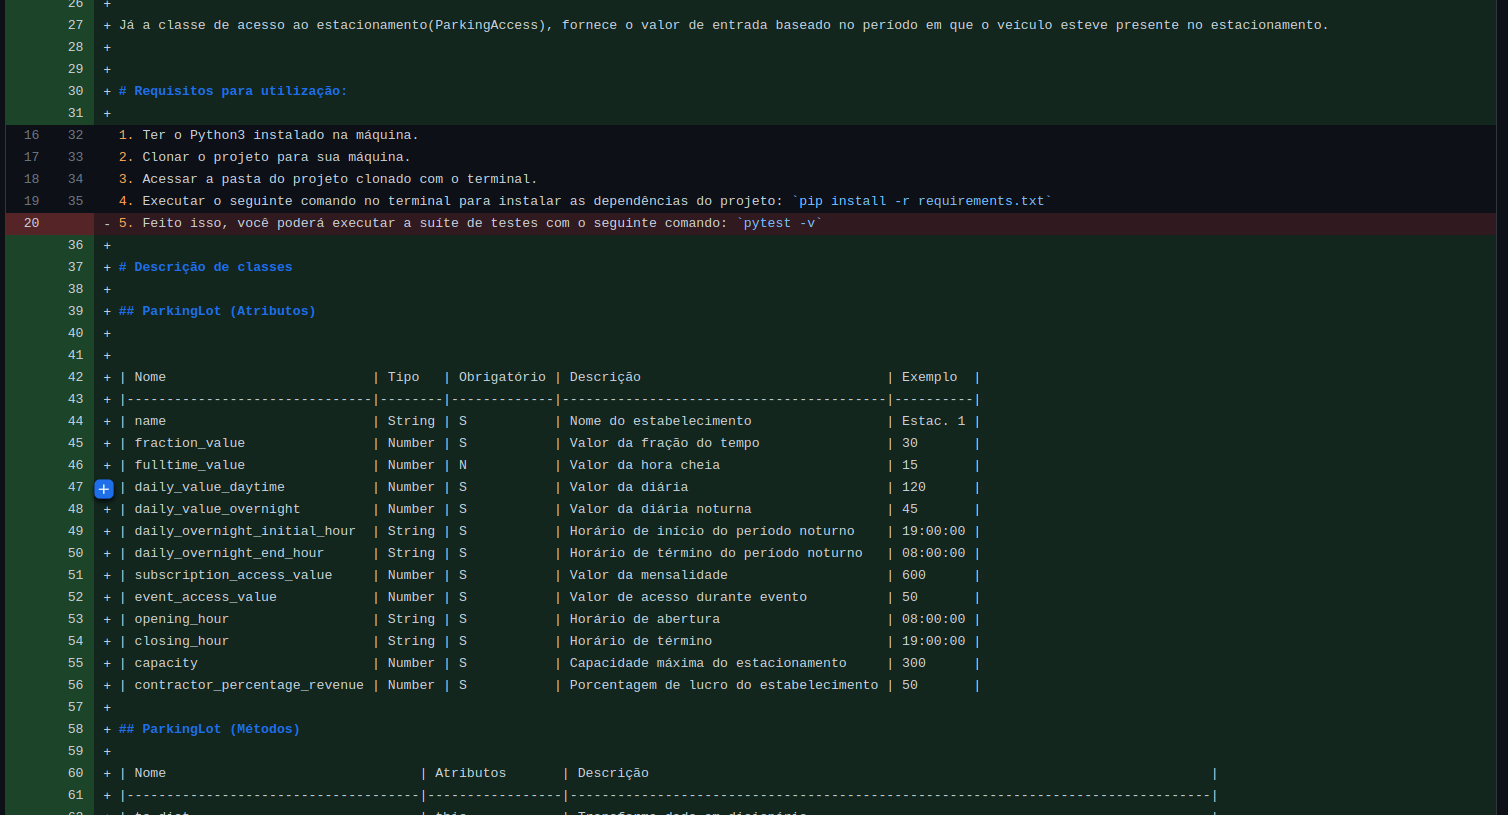 26 +
27 + Já a classe de acesso ao estacionamento(ParkingAccess), fornece o valor de entrada baseado no período em que o veículo esteve presente no estacionamento.
28 +
29 +
30 + # Requisitos para utilização:
31 +
16 32 1. Ter o Python3 instalado na máquina.
17 33 2. Clonar o projeto para sua máquina.
18 34 3. Acessar a pasta do projeto clonado com o terminal.
19 35 4. Executar o seguinte comando no terminal para instalar as dependências do projeto: `pip install -r requirements.txt`
20 - 5. Feito isso, você poderá executar a suíte de testes com o seguinte comando: `pytest -v`
36 +
37 + # Descrição de classes
38 +
39 + ## ParkingLot (Atributos)
40 +
41 +
42 + | Nome | Tipo | Obrigatório | Descrição | Exemplo |
43 + |-------------------------------|--------|-------------|-----------------------------------------|----------|
44 + | name | String | S | Nome do estabelecimento | Estac. 1 |
45 + | fraction_value | Number | S | Valor da fração do tempo | 30 |
46 + | fulltime_value | Number | N | Valor da hora cheia | 15 |
47 + | daily_value_daytime | Number | S | Valor da diária | 120 |
48 + | daily_value_overnight | Number | S | Valor da diária noturna | 45 |
49 + | daily_overnight_initial_hour | String | S | Horário de inicio do período noturno | 19:00:00 |
50 + | daily_overnight_end_hour | String | S | Horário de término do período noturno | 08:00:00 |
51 + | subscription_access_value | Number | S | Valor da mensalidade | 600 |
52 + | event_access_value | Number | S | Valor de acesso durante evento | 50 |
53 + | opening_hour | String | S | Horário de abertura | 08:00:00 |
54 + | closing_hour | String | S | Horário de término | 19:00:00 |
55 + | capacity | Number | S | Capacidade máxima do estacionamento | 300 |
56 + | contractor_percentage_revenue | Number | S | Porcentagem de lucro do estabelecimento | 50 |
57 +
58 + ## ParkingLot (Métodos)
59 +
60 + | Nome | Atributos | Descrição |
61 + |-------------------------------------|-----------------|---------------------------------------------------------------------------------|